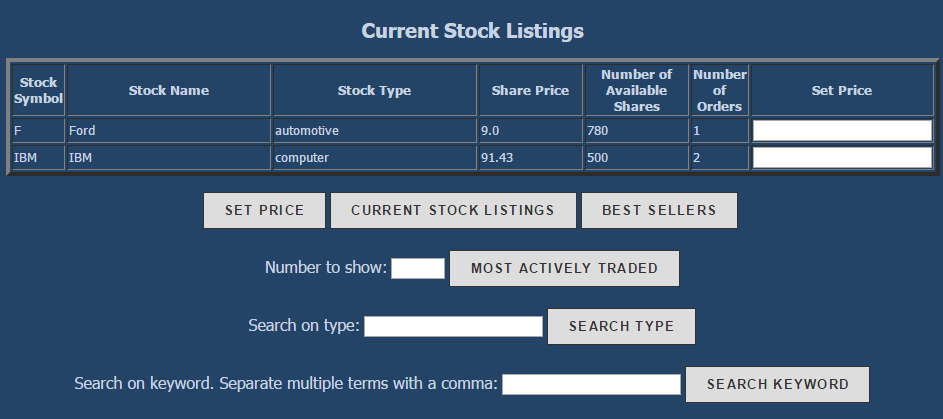 Current Stock Listings
Stock Symbol Stock Name Stock Type Share Price Number of Available Shares Number of Orders Set Price
F Ford automotive 9.0 780 1
IBM IBM computer 91.43 500 2
SET PRICE CURRENT STOCK LISTINGS BEST SELLERS
Number to show: MOST ACTIVELY TRADED
Search on type: SEARCH TYPE
Search on keyword. Separate multiple terms with a comma: SEARCH KEYWORD